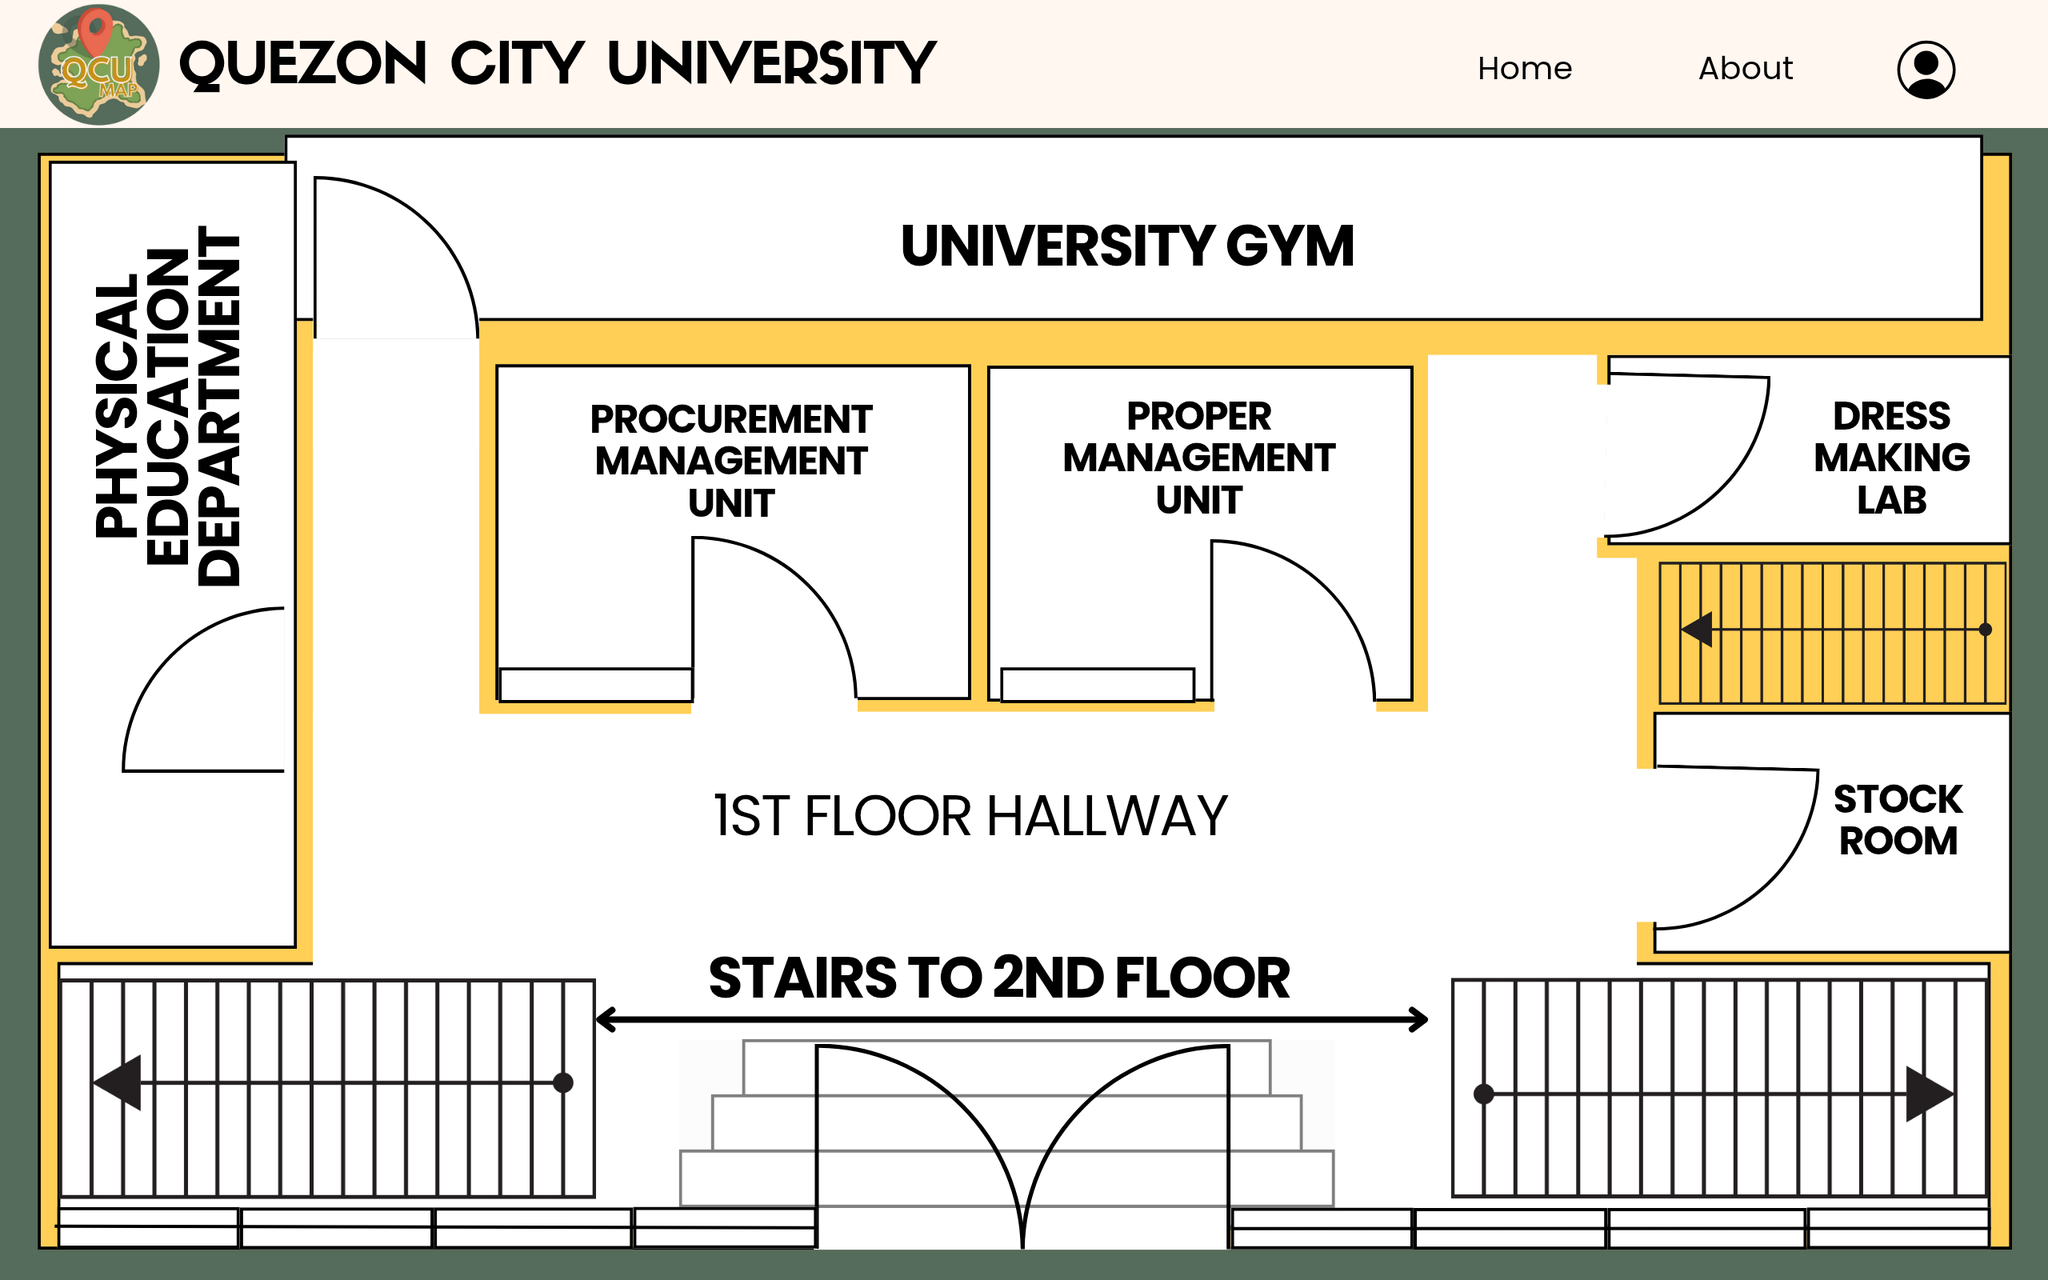 QCU
MAP
QUEZON CITY UNIVERSITY
Home
About
UNIVERSITY GYM
PHYSICAL
EDUCATION
DEPARTMENT
PROCUREMENT
MANAGEMENT
UNIT
PROPER
MANAGEMENT
UNIT
DRESS
MAKING
LAB
1ST FLOOR HALLWAY
STOCK
ROOM
STAIRS TO 2ND FLOOR